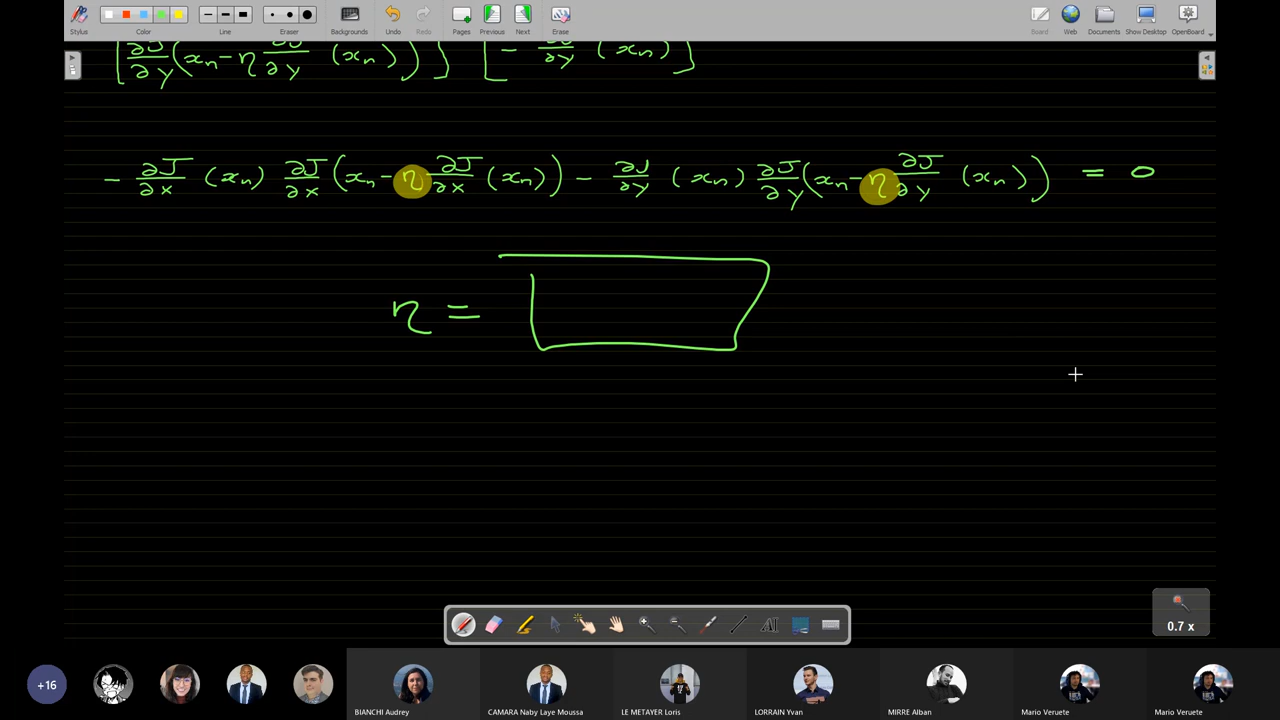 Stylus Color Line Eraser Backgrounds Undo Redo Pages Previous Next Erase Board Web Documents Show Desktop OpenBoard
[∂J/∂y (xn − η ∂J/∂y (xn))] [− ∂J/∂y (xn)]
− ∂J/∂x (xn) ∂J/∂x (xn − η ∂J/∂x (xn)) − ∂J/∂y (xn) ∂J/∂y (xn − η ∂J/∂y (xn)) = 0
η =
AI
0.7 x
+16
BIANCHI Audrey CAMARA Naby Laye Moussa LE METAYER Loris LORRAIN Yvan MIRRE Alban Mario Veruete Mario Veruete